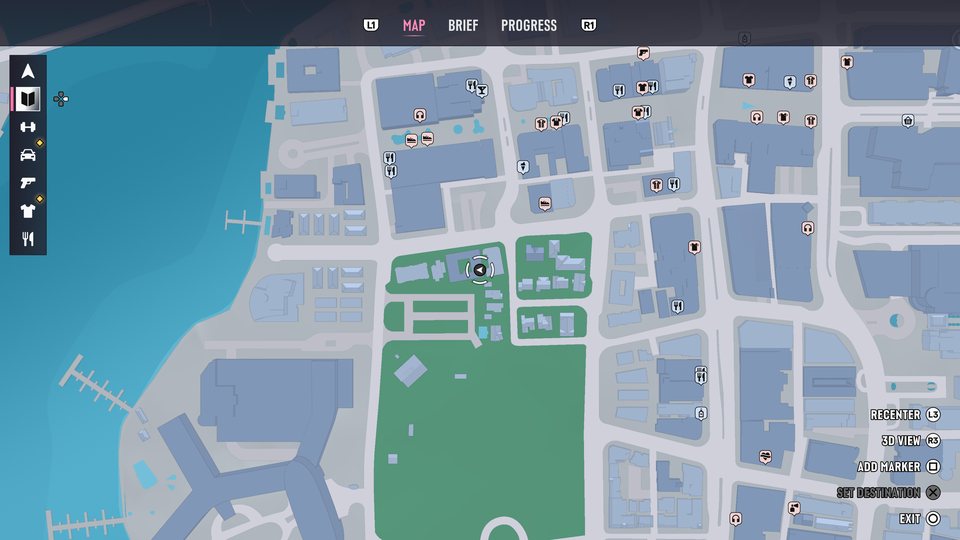 L1 MAP BRIEF PROGRESS R1
RECENTER L3
3D VIEW R3
ADD MARKER
SET DESTINATION
EXIT